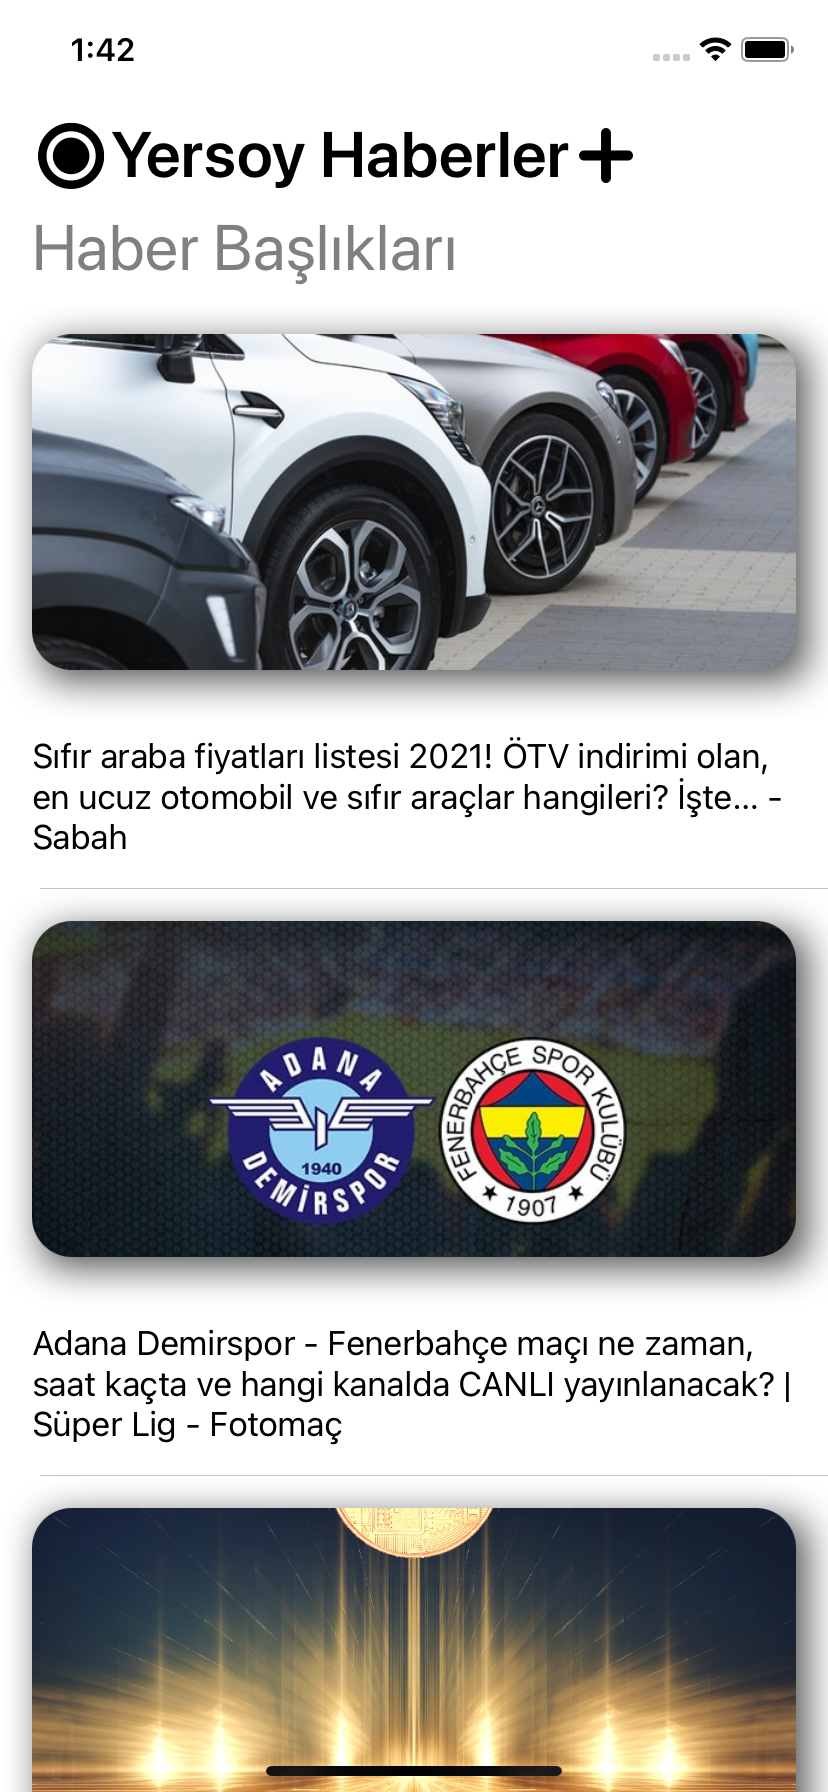 1:42
Yersoy Haberler
Haber Başlıkları
Sıfır araba fiyatları listesi 2021! ÖTV indirimi olan,
en ucuz otomobil ve sıfır araçlar hangileri? İşte... -
Sabah
ADANA
1940
DEMİRSPOR
FENERBAHÇE SPOR KULÜBÜ
1907
Adana Demirspor - Fenerbahçe maçı ne zaman,
saat kaçta ve hangi kanalda CANLI yayınlanacak? |
Süper Lig - Fotomaç